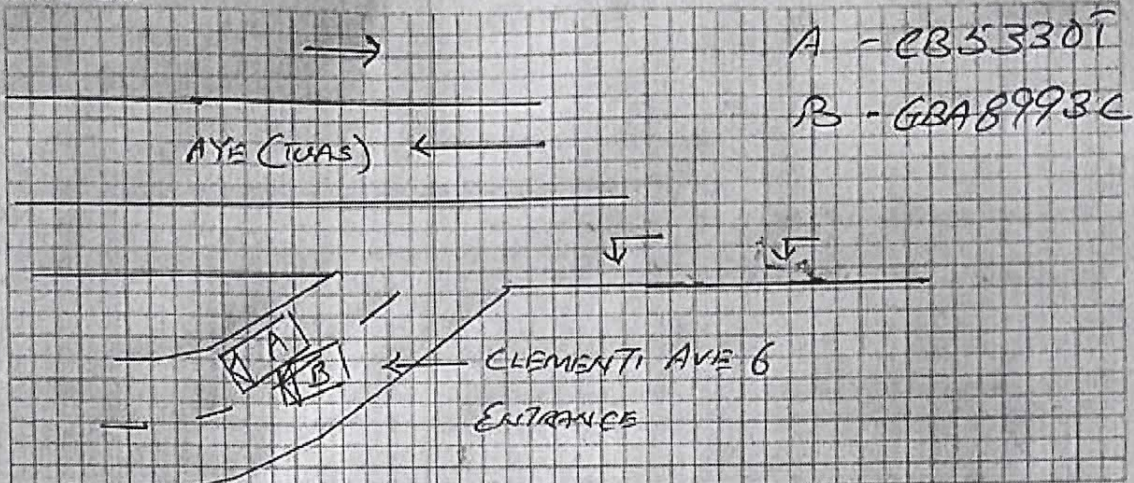 A - CB5330T
B - GBA8993C
AYE (TUAS)
A
B
CLEMENTI AVE 6
ENTRANCE